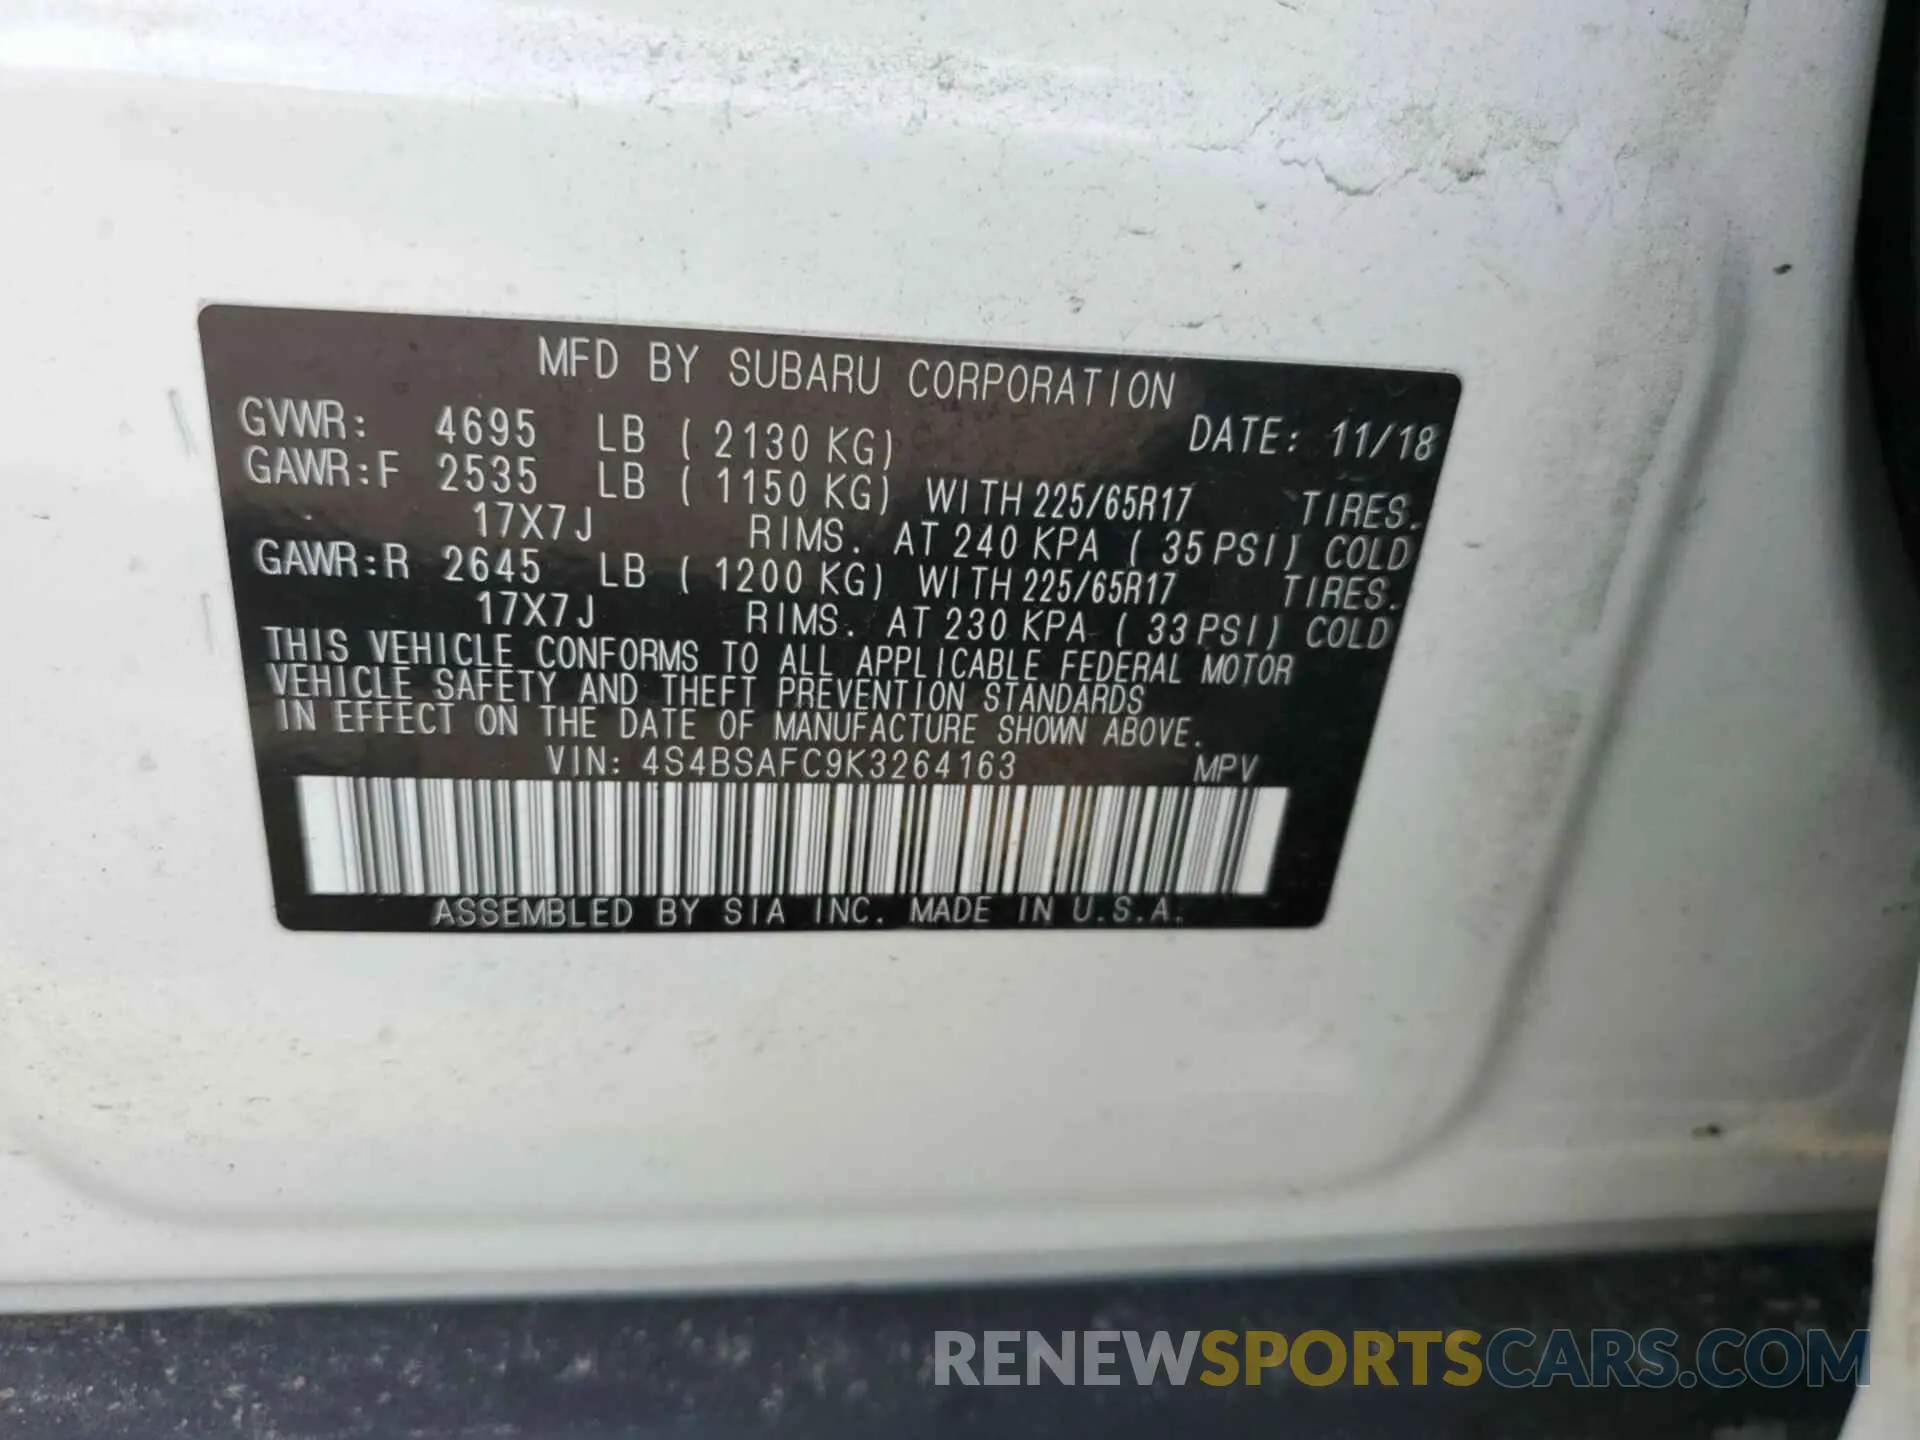 MFD BY SUBARU CORPORATION
GVWR: 4695 LB ( 2130 KG) DATE: 11/18
GAWR:F 2535 LB ( 1150 KG) WITH 225/65R17 TIRES.
17X7J RIMS. AT 240 KPA ( 35 PSI) COLD
GAWR:R 2645 LB ( 1200 KG) WITH 225/65R17 TIRES.
17X7J RIMS. AT 230 KPA ( 33 PSI) COLD
THIS VEHICLE CONFORMS TO ALL APPLICABLE FEDERAL MOTOR
VEHICLE SAFETY AND THEFT PREVENTION STANDARDS
IN EFFECT ON THE DATE OF MANUFACTURE SHOWN ABOVE.
VIN: 4S4BSAFC9K3264163 MPV
ASSEMBLED BY SIA INC. MADE IN U.S.A.
RENEWSPORTSCARS.COM